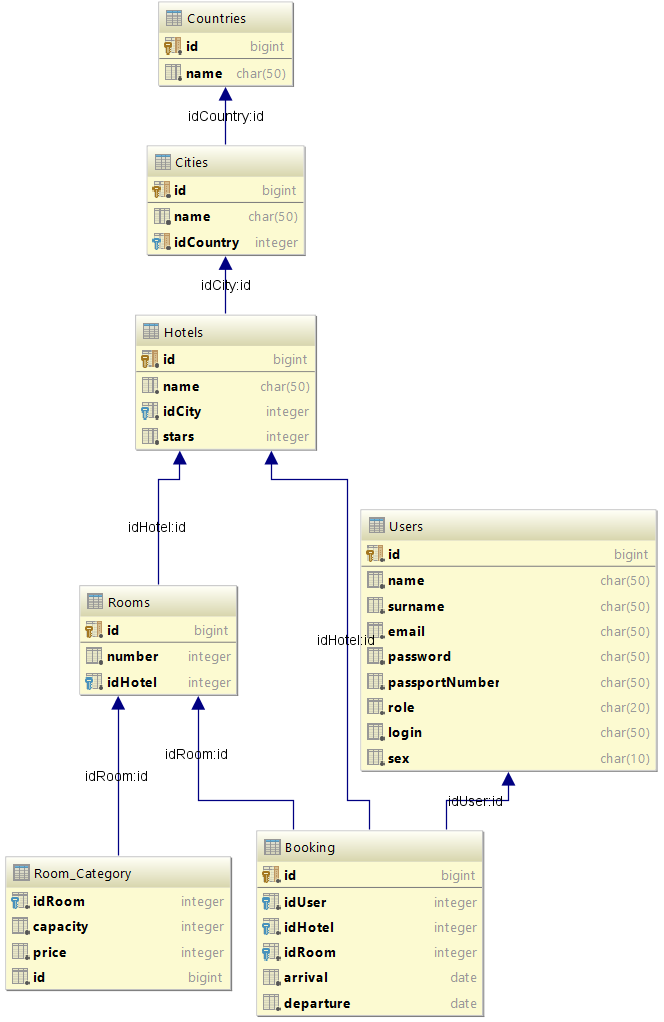 Countries
id bigint
name char(50)
idCountry:id
Cities
id bigint
name char(50)
idCountry integer
idCity:id
Hotels
id bigint
name char(50)
idCity integer
stars integer
idHotel:id
Users
id bigint
name char(50)
surname char(50)
email char(50)
password char(50)
passportNumber char(50)
role char(20)
login char(50)
sex char(10)
Rooms
id bigint
number integer
idHotel integer
idHotel:id
idRoom:id
idRoom:id
idUser:id
Room_Category
idRoom integer
capacity integer
price integer
id bigint
Booking
id bigint
idUser integer
idHotel integer
idRoom integer
arrival date
departure date